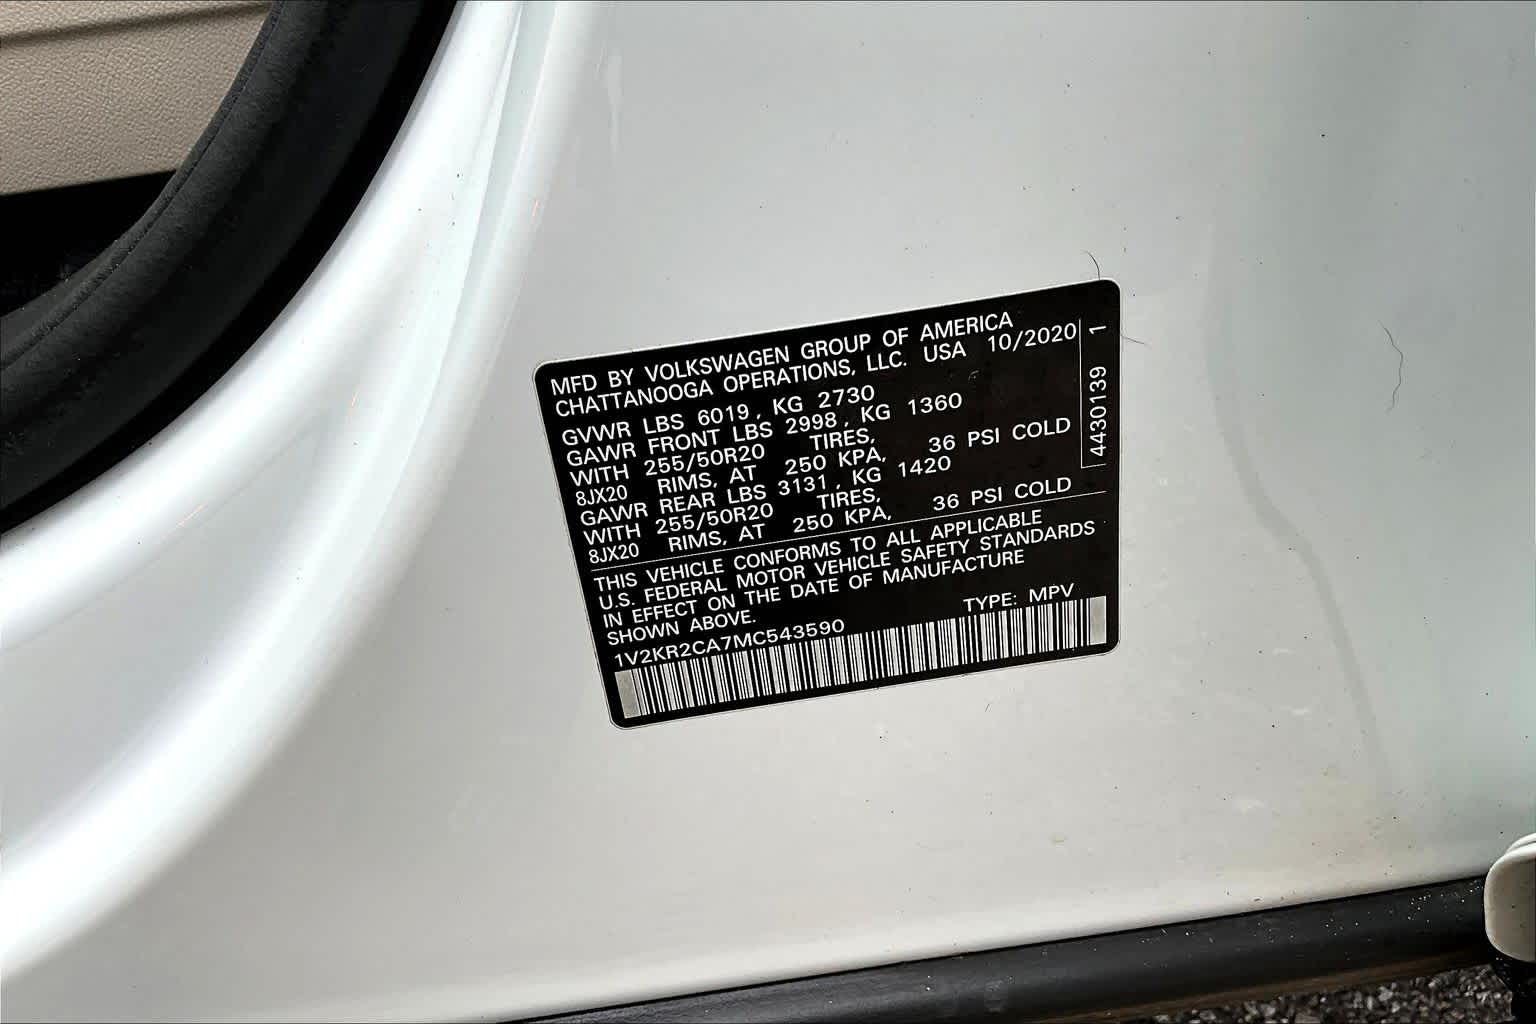 MFD BY VOLKSWAGEN GROUP OF AMERICA
CHATTANOOGA OPERATIONS, LLC. USA 10/2020
GVWR LBS 6019, KG 2730
GAWR FRONT LBS 2998, KG 1360
WITH 255/50R20 TIRES,
8JX20 RIMS, AT 250 KPA, 36 PSI COLD
GAWR REAR LBS 3131, KG 1420
WITH 255/50R20 TIRES,
8JX20 RIMS, AT 250 KPA, 36 PSI COLD
4430139 1
THIS VEHICLE CONFORMS TO ALL APPLICABLE
U.S. FEDERAL MOTOR VEHICLE SAFETY STANDARDS
IN EFFECT ON THE DATE OF MANUFACTURE
SHOWN ABOVE.
TYPE: MPV
1V2KR2CA7MC543590